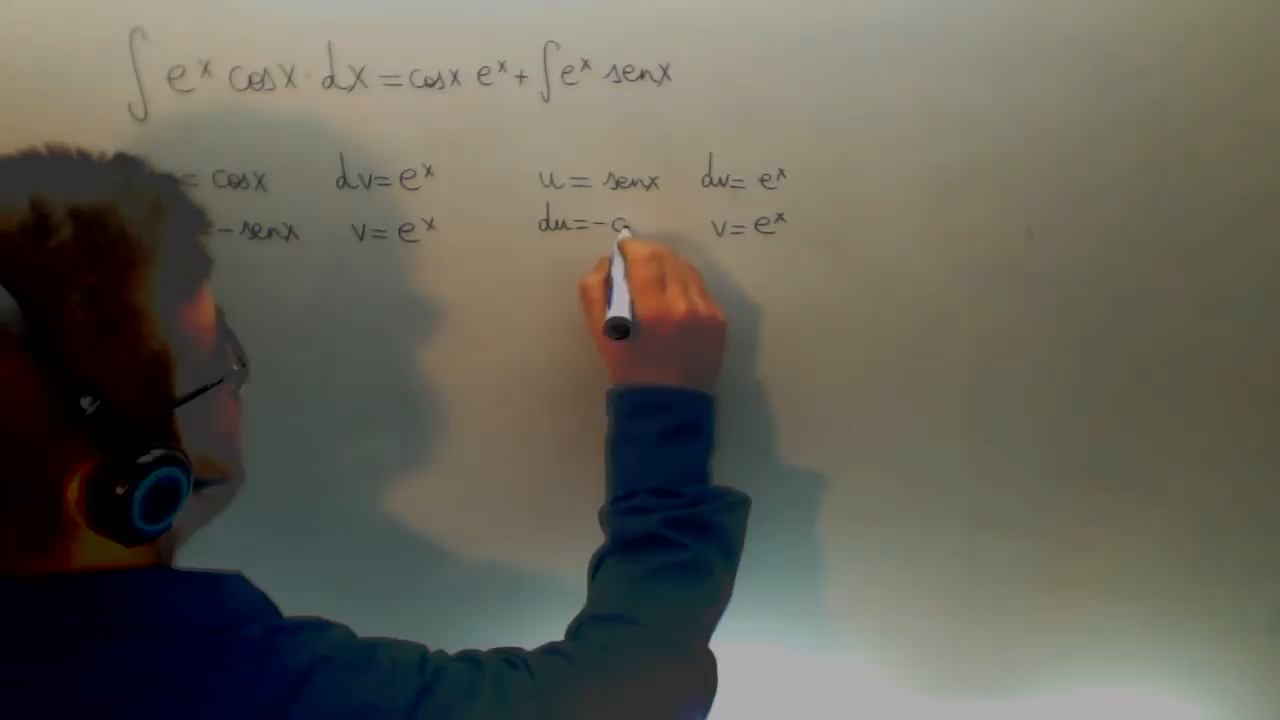 ∫ eˣ cosx dx = cosx eˣ + ∫ eˣ senx
= cosx dv = eˣ u = senx dv = eˣ
- senx v = eˣ du = - c v = eˣ